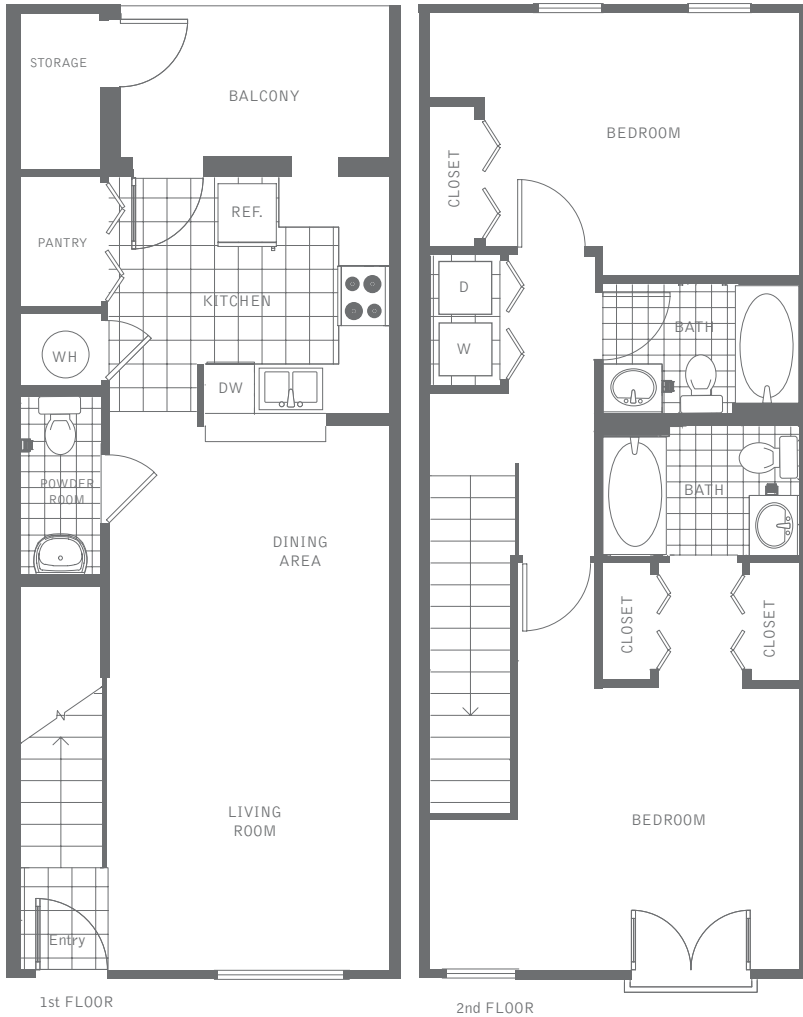 STORAGE
BALCONY
PANTRY
REF.
KITCHEN
WH
DW
POWDER
ROOM
DINING
AREA
LIVING
ROOM
Entry
1st FLOOR
BEDROOM
CLOSET
D
W
BATH
BATH
CLOSET
CLOSET
BEDROOM
2nd FLOOR